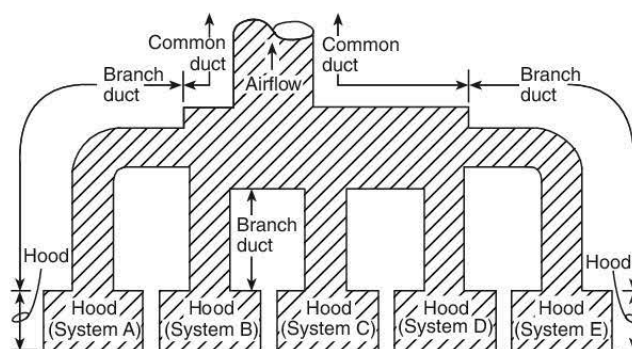 Common
duct
Common
duct
Branch
duct
Airflow
Branch
duct
Branch
duct
Hood
Hood
Hood
(System A)
Hood
(System B)
Hood
(System C)
Hood
(System D)
Hood
(System E)